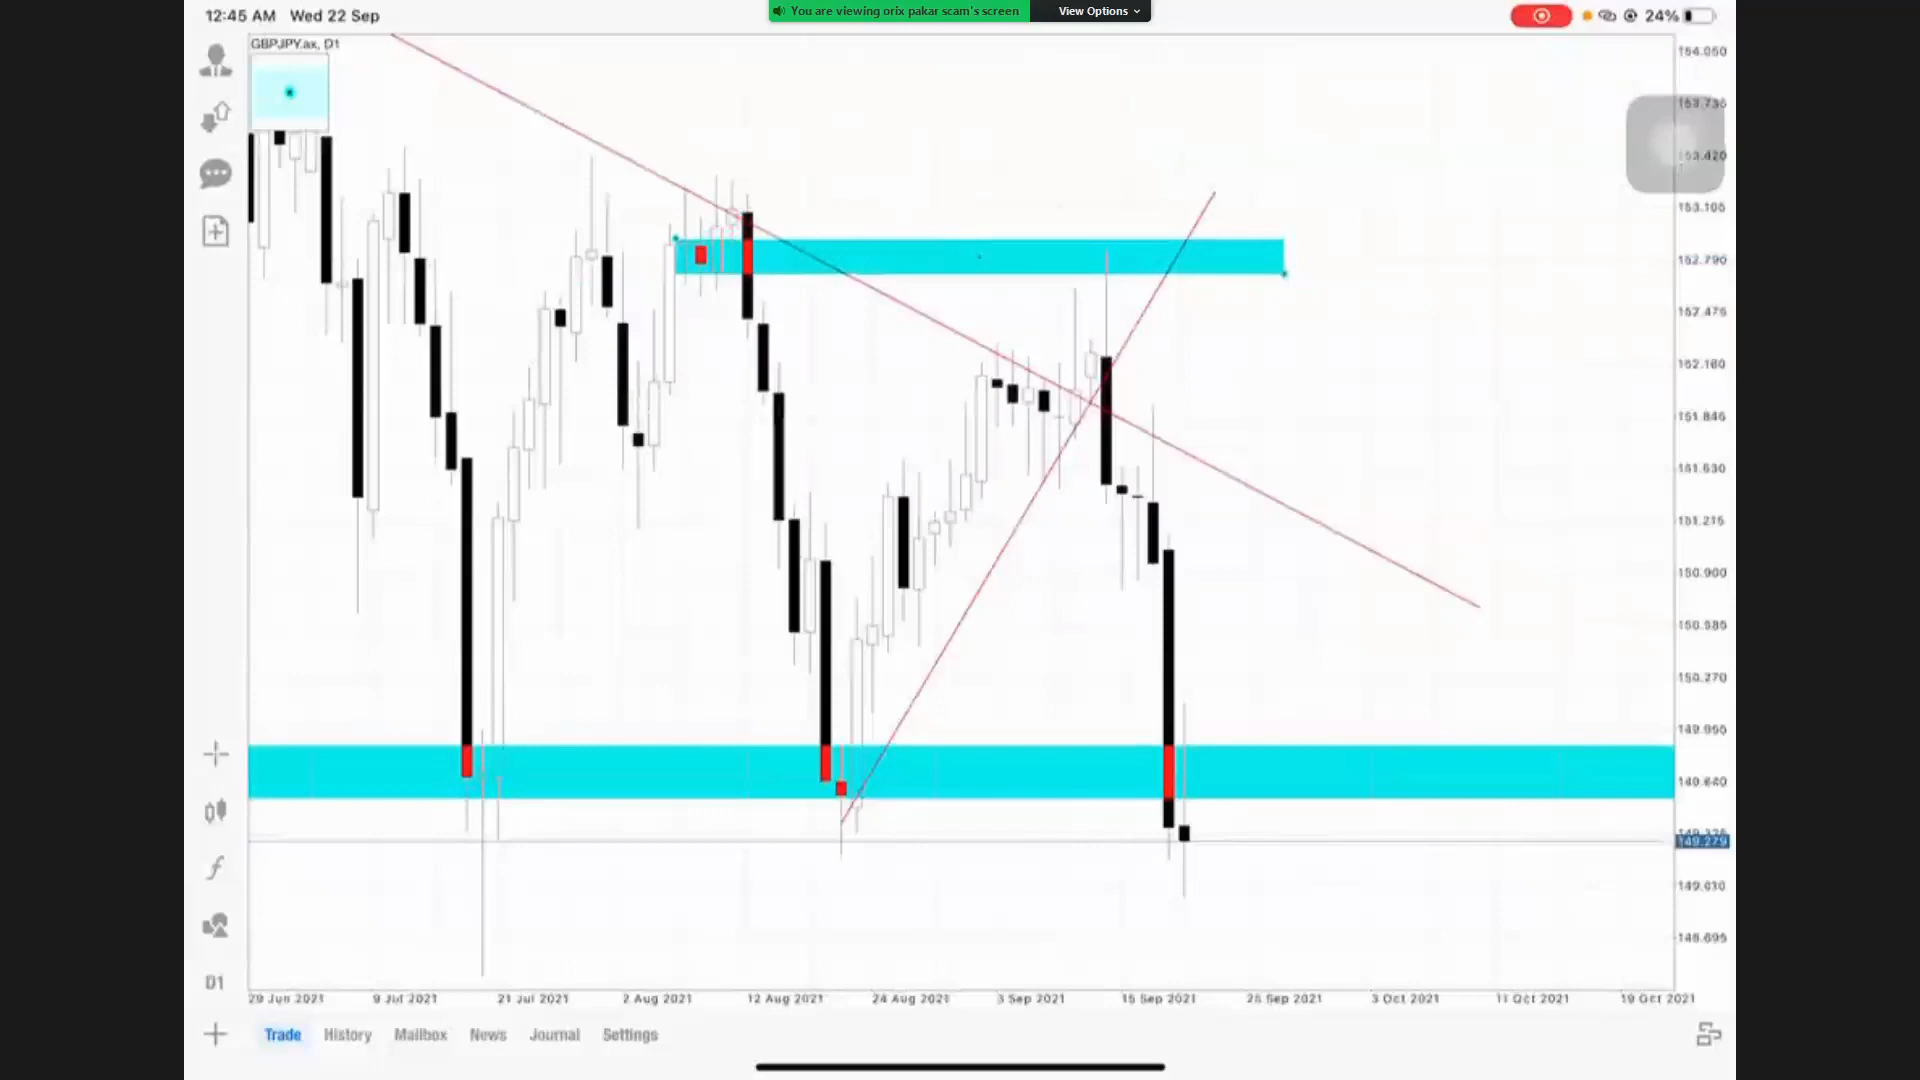 12:45 AM Wed 22 Sep
You are viewing orix pakar scam's screen
View Options
24%
GBPJPY.ax, D1
154.050
153.735
153.420
153.105
152.790
152.475
152.160
151.845
151.530
151.215
150.900
150.585
150.270
149.955
149.640
149.325
149.279
149.010
148.695
D1
29 Jun 2021
9 Jul 2021
21 Jul 2021
2 Aug 2021
12 Aug 2021
24 Aug 2021
3 Sep 2021
15 Sep 2021
25 Sep 2021
3 Oct 2021
11 Oct 2021
19 Oct 2021
Trade
History
Mailbox
News
Journal
Settings